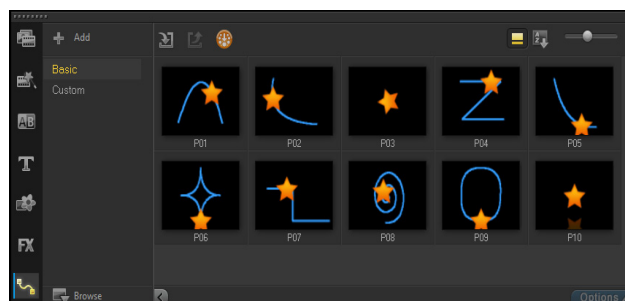 Add
Basic
Custom
AB
T
FX
A
Z
P01 P02 P03 P04 P05
P06 P07 P08 P09 P10
Browse
Options